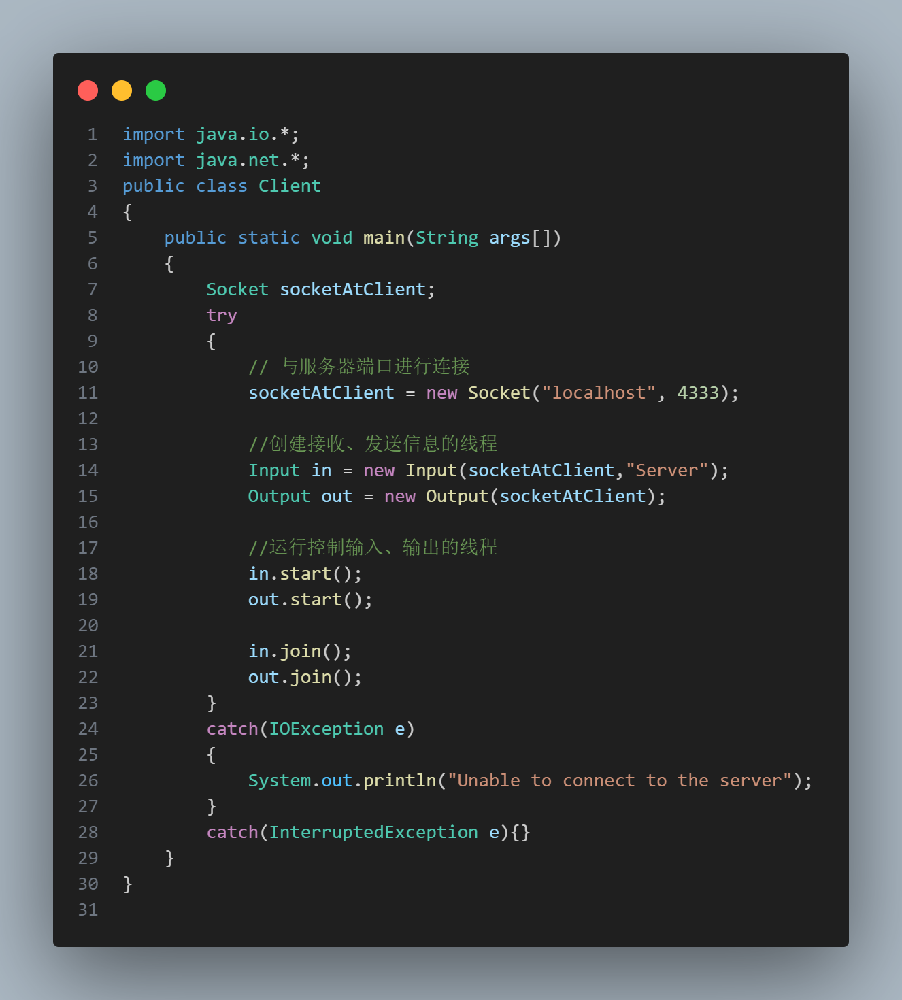 1 import java.io.*;
2 import java.net.*;
3 public class Client
4 {
5     public static void main(String args[])
6     {
7         Socket socketAtClient;
8         try
9         {
10             // 与服务器端口进行连接
11             socketAtClient = new Socket("localhost", 4333);
12
13             //创建接收、发送信息的线程
14             Input in = new Input(socketAtClient,"Server");
15             Output out = new Output(socketAtClient);
16
17             //运行控制输入、输出的线程
18             in.start();
19             out.start();
20
21             in.join();
22             out.join();
23         }
24         catch(IOException e)
25         {
26             System.out.println("Unable to connect to the server");
27         }
28         catch(InterruptedException e){}
29     }
30 }
31